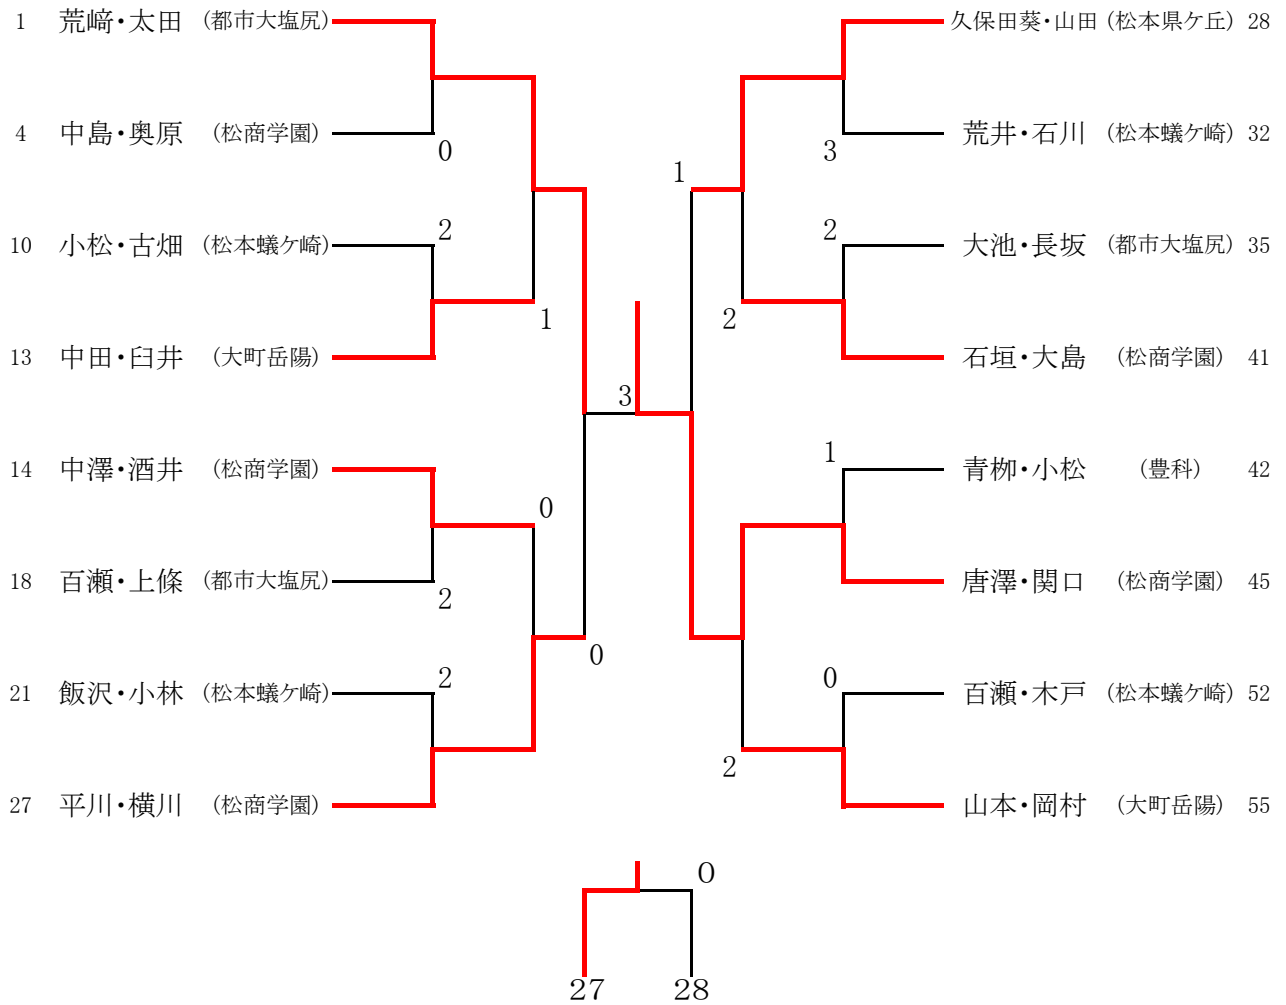 1 荒﨑・太田 (都市大塩尻)
4 中島・奥原 (松商学園)
0
10 小松・古畑 (松本蟻ケ崎)
2
13 中田・臼井 (大町岳陽)
1
14 中澤・酒井 (松商学園)
0
18 百瀬・上條 (都市大塩尻)
2
21 飯沢・小林 (松本蟻ケ崎)
2
27 平川・横川 (松商学園)
0
3
久保田葵・山田 (松本県ケ丘) 28
荒井・石川 (松本蟻ケ崎) 32
3
1
大池・長坂 (都市大塩尻) 35
2
石垣・大島 (松商学園) 41
2
青栁・小松 (豊科) 42
1
唐澤・関口 (松商学園) 45
百瀬・木戸 (松本蟻ケ崎) 52
0
山本・岡村 (大町岳陽) 55
2
0
27 28